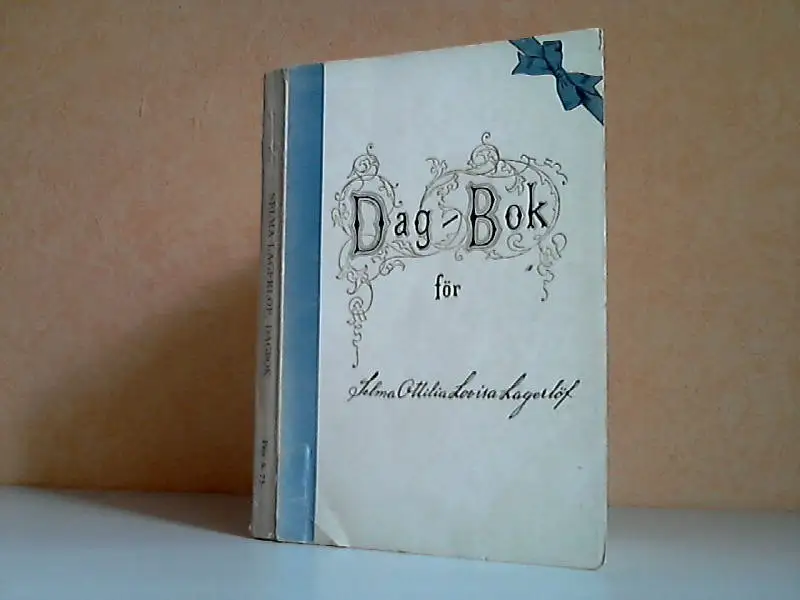 Dag-Bok
för
Selma Ottilia Lovisa Lagerlöf
SELMA LAGERLÖF DAGBOK